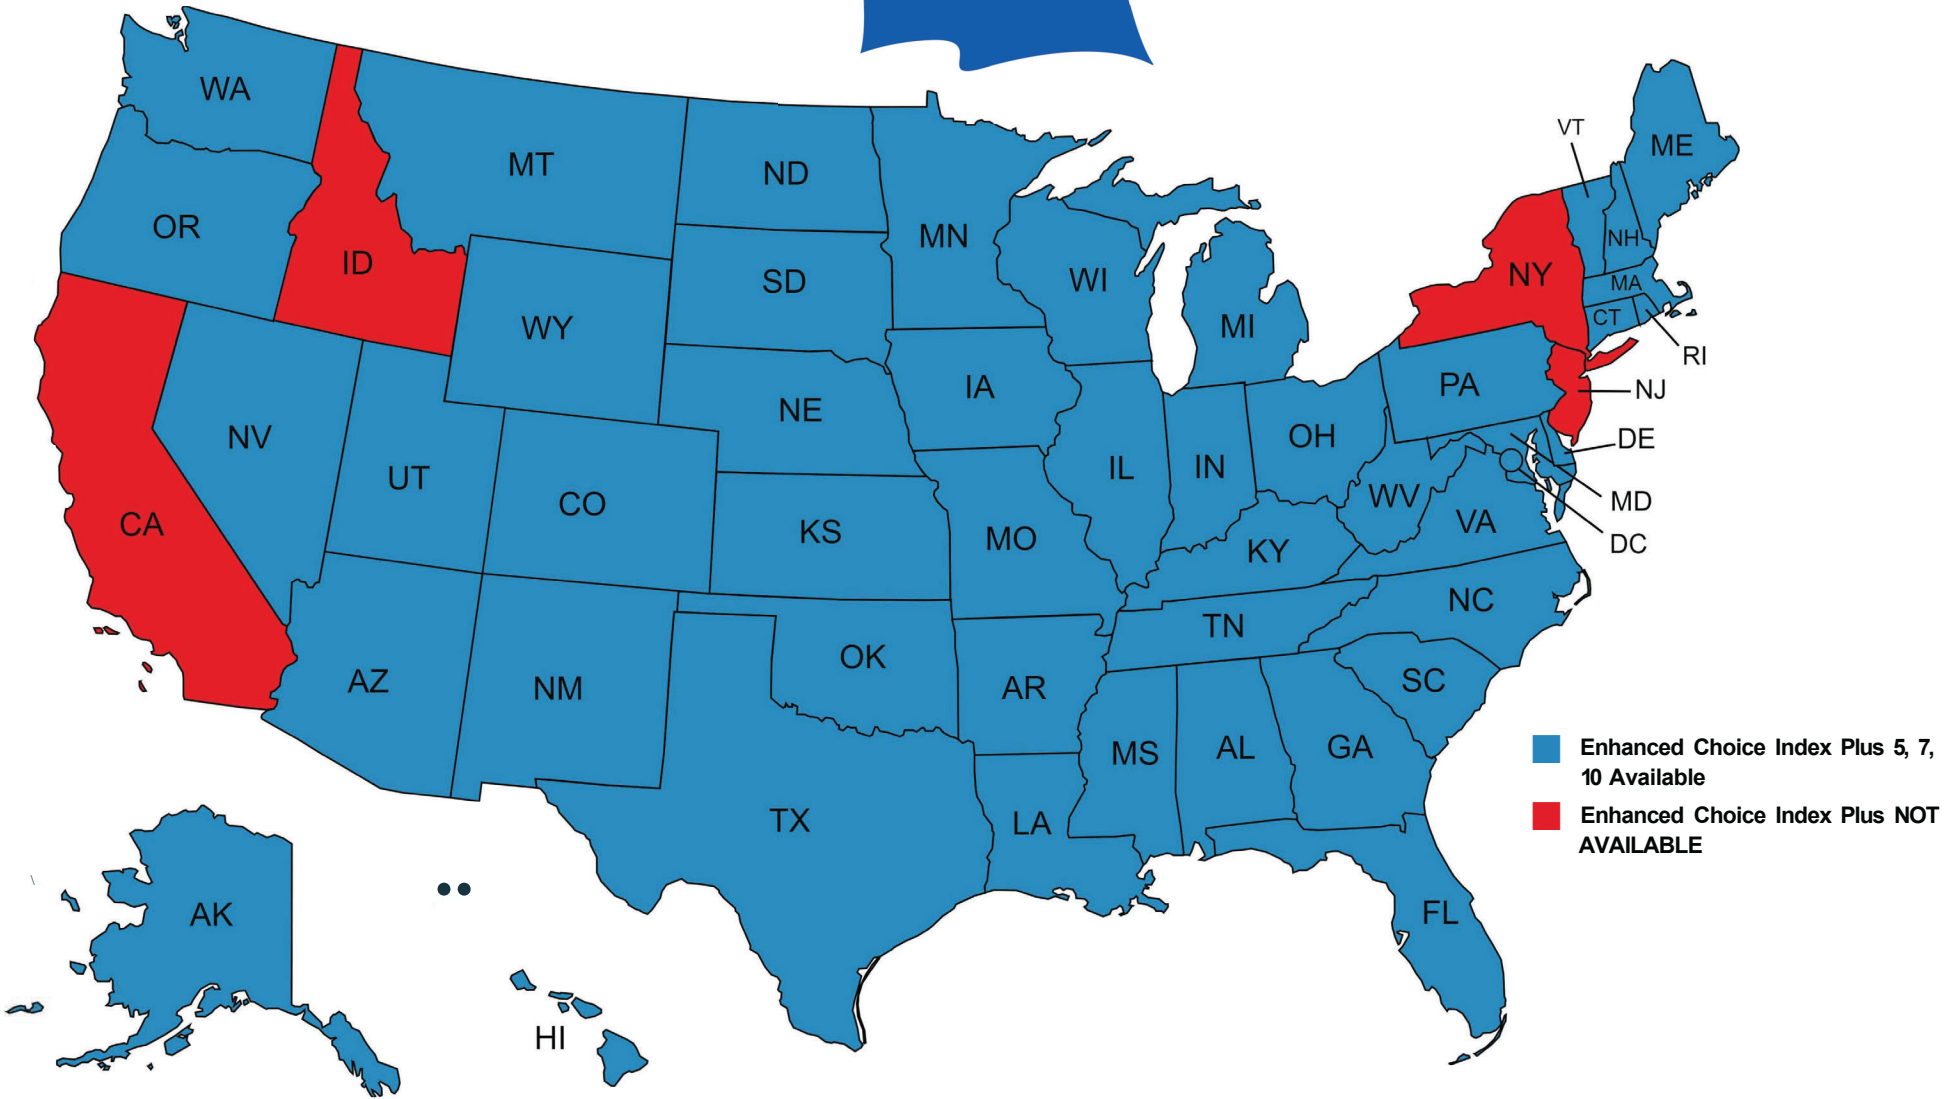 WA
MT
ND
MN
OR
ID
SD
WI
WY
MI
VT
ME
NH
NY
MA
CT
RI
NJ
PA
DE
MD
DC
NE
IA
NV
UT
CO
CA
KS
MO
IL
IN
OH
WV
VA
KY
NC
TN
AZ
NM
OK
AR
SC
MS
AL
GA
TX
LA
FL
AK
HI
Enhanced Choice Index Plus 5, 7,
10 Available
Enhanced Choice Index Plus NOT
AVAILABLE